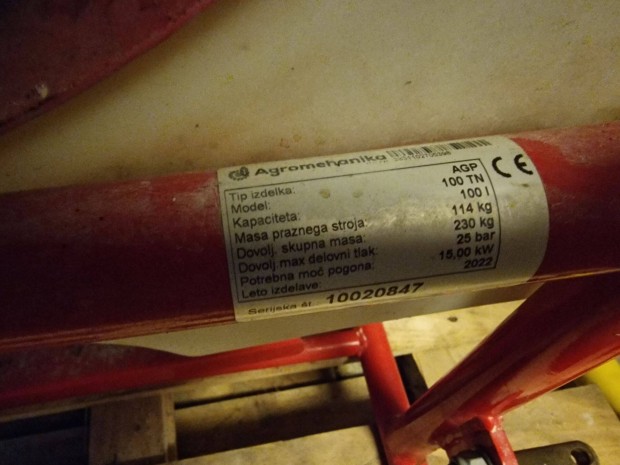 Agromehanika
Tip izdelka: AGP
Model: 100 TN
Kapaciteta: 100 l
Masa praznega stroja: 114 kg
Dovolj. skupna masa: 230 kg
Dovolj.max delovni tlak: 25 bar
Potrebna moč pogona: 15,00 kW
Leto izdelave: 2022
Serijska št. 10020847
CE